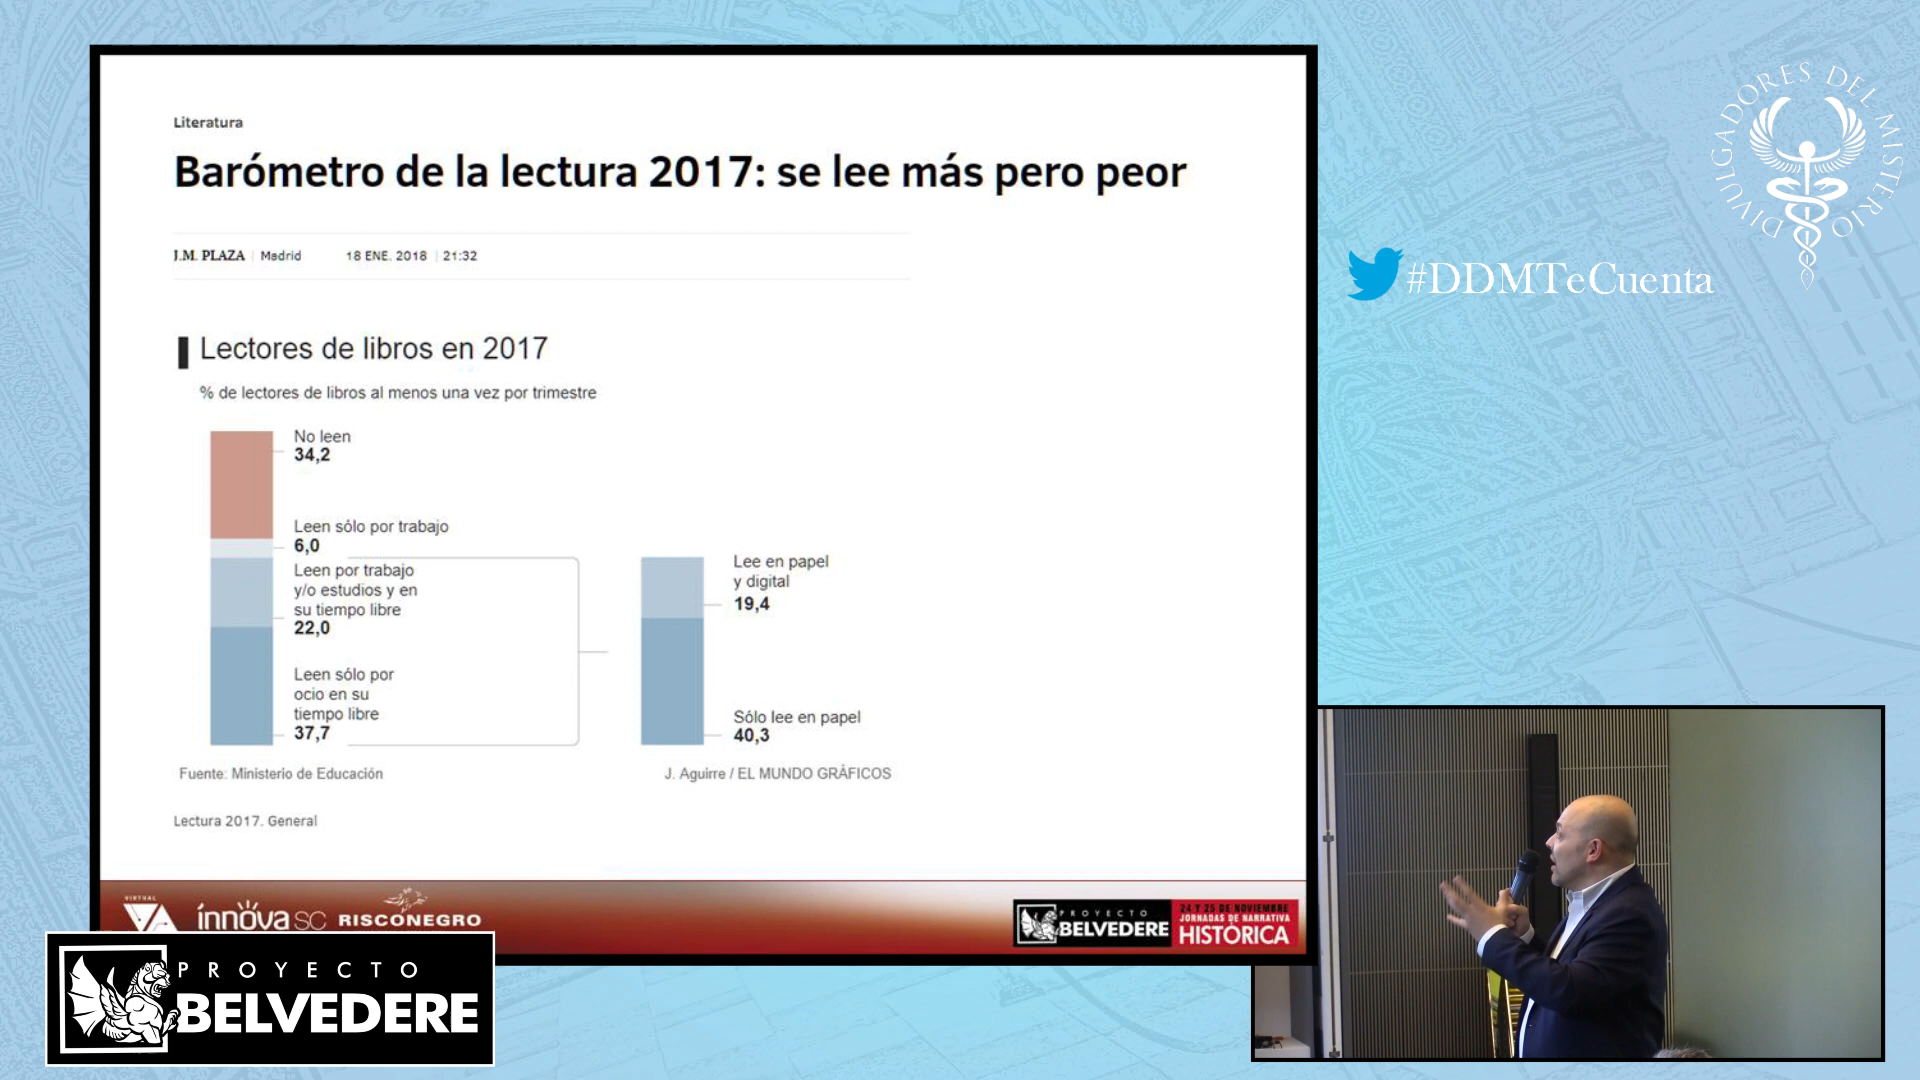 Literatura
Barómetro de la lectura 2017: se lee más pero peor
J.M. PLAZA | Madrid 18 ENE. 2018 | 21:32
Lectores de libros en 2017
% de lectores de libros al menos una vez por trimestre
No leen
34,2
Leen sólo por trabajo
6,0
Leen por trabajo
y/o estudios y en
su tiempo libre
22,0
Leen sólo por
ocio en su
tiempo libre
37,7
Lee en papel
y digital
19,4
Sólo lee en papel
40,3
Fuente: Ministerio de Educación
J. Aguirre / EL MUNDO GRÁFICOS
Lectura 2017. General
VIRTUAL
VA
ínnova SC
RISCONEGRO
PROYECTO
BELVEDERE
24 Y 25 DE NOVIEMBRE
JORNADAS DE NARRATIVA
HISTÓRICA
PROYECTO
BELVEDERE
#DDMTeCuenta
DIVULGADORES DEL MISTERIO